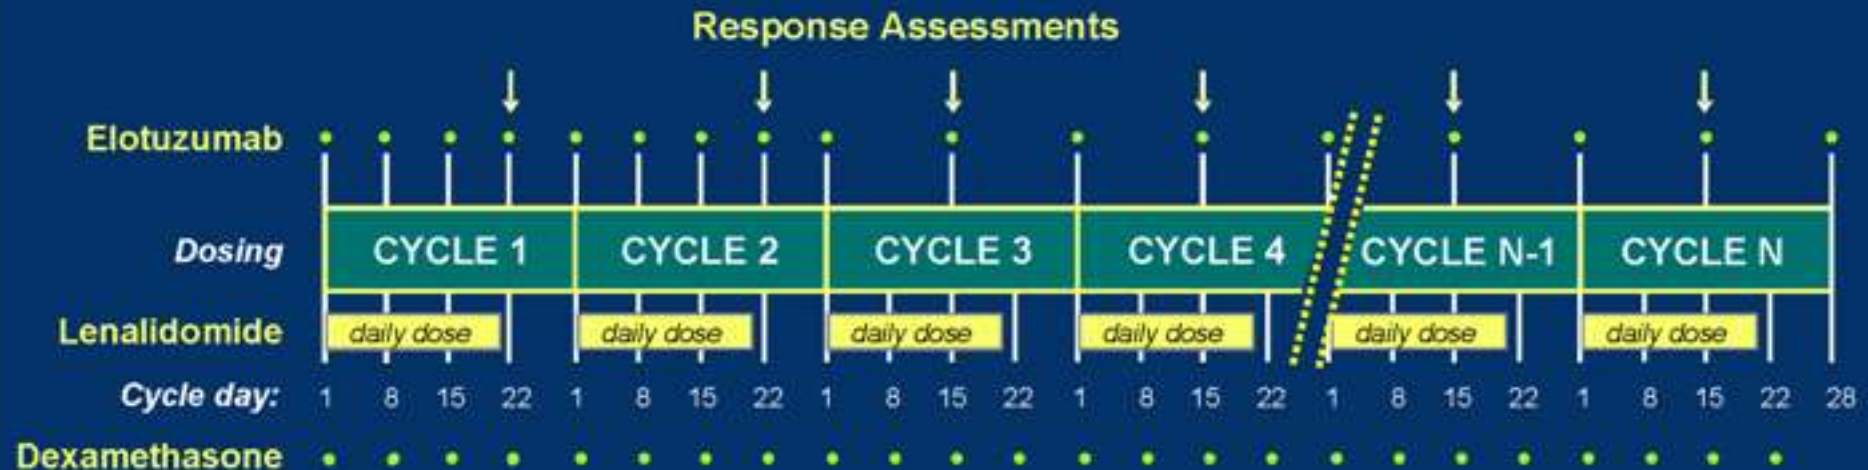 Response Assessments
Elotuzumab
Dosing CYCLE 1 CYCLE 2 CYCLE 3 CYCLE 4 CYCLE N-1 CYCLE N
Lenalidomide daily dose daily dose daily dose daily dose daily dose daily dose
Cycle day: 1 8 15 22 1 8 15 22 1 8 15 22 1 8 15 22 1 8 15 22 1 8 15 22 28
Dexamethasone